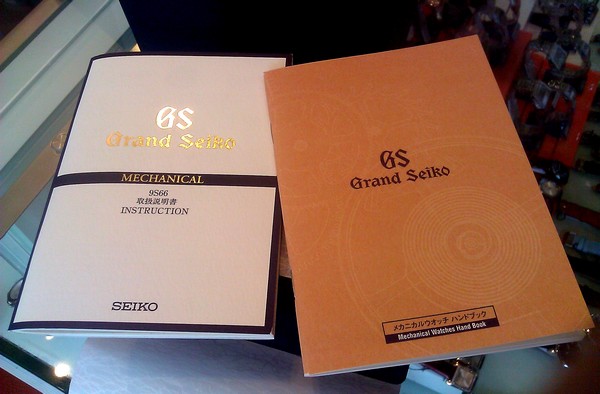 GS
Grand Seiko
MECHANICAL
9S66
取扱説明書
INSTRUCTION
SEIKO
GS
Grand Seiko
メカニカルウオッチ ハンドブック
Mechanical Watches Hand Book